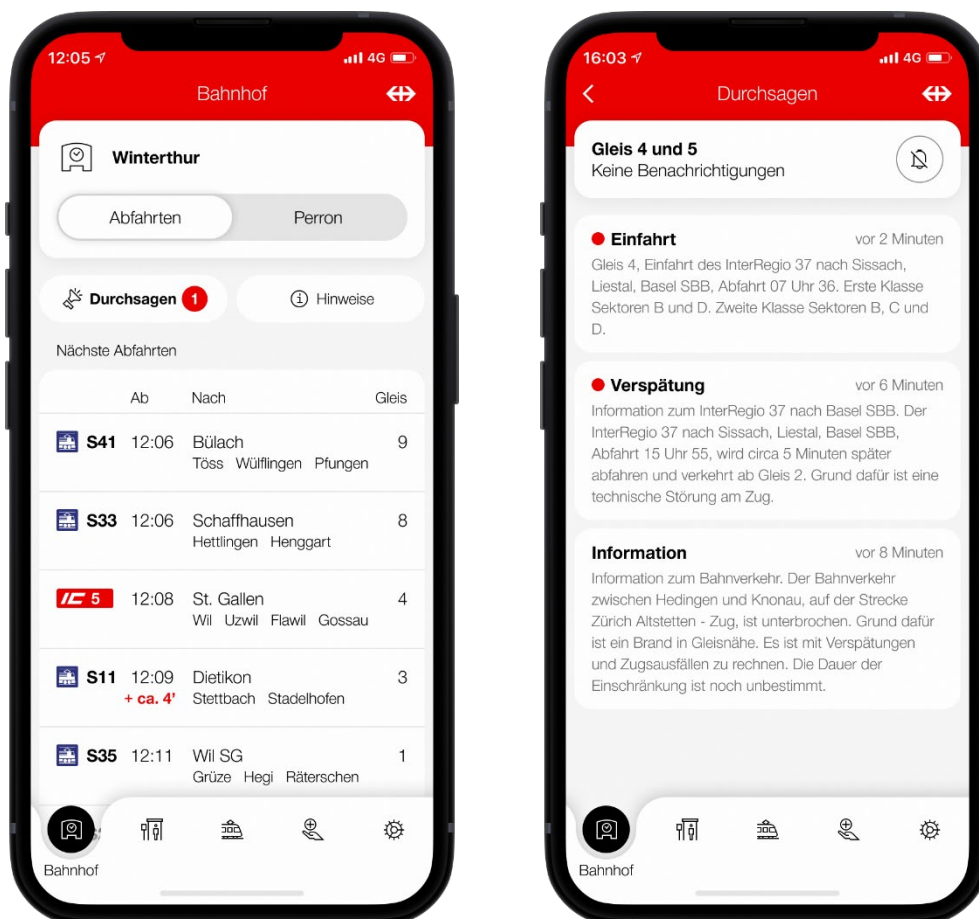 12:05
4G
Bahnhof
Winterthur
Abfahrten Perron
Durchsagen 1 Hinweise
Nächste Abfahrten
Ab Nach Gleis
S41 12:06 Bülach 9
Töss Wülflingen Pfungen
S33 12:06 Schaffhausen 8
Hettlingen Henggart
IC 5 12:08 St. Gallen 4
Wil Uzwil Flawil Gossau
S11 12:09 Dietikon 3
+ ca. 4' Stettbach Stadelhofen
S35 12:11 Wil SG 1
Grüze Hegi Räterschen
Bahnhof
16:03
4G
Durchsagen
Gleis 4 und 5
Keine Benachrichtigungen
Einfahrt vor 2 Minuten
Gleis 4, Einfahrt des InterRegio 37 nach Sissach,
Liestal, Basel SBB, Abfahrt 07 Uhr 36. Erste Klasse
Sektoren B und D. Zweite Klasse Sektoren B, C und
D.
Verspätung vor 6 Minuten
Information zum InterRegio 37 nach Basel SBB. Der
InterRegio 37 nach Sissach, Liestal, Basel SBB,
Abfahrt 15 Uhr 55, wird circa 5 Minuten später
abfahren und verkehrt ab Gleis 2. Grund dafür ist eine
technische Störung am Zug.
Information vor 8 Minuten
Information zum Bahnverkehr. Der Bahnverkehr
zwischen Hedingen und Knonau, auf der Strecke
Zürich Altstetten - Zug, ist unterbrochen. Grund dafür
ist ein Brand in Gleisnähe. Es ist mit Verspätungen
und Zugsausfällen zu rechnen. Die Dauer der
Einschränkung ist noch unbestimmt.
Bahnhof